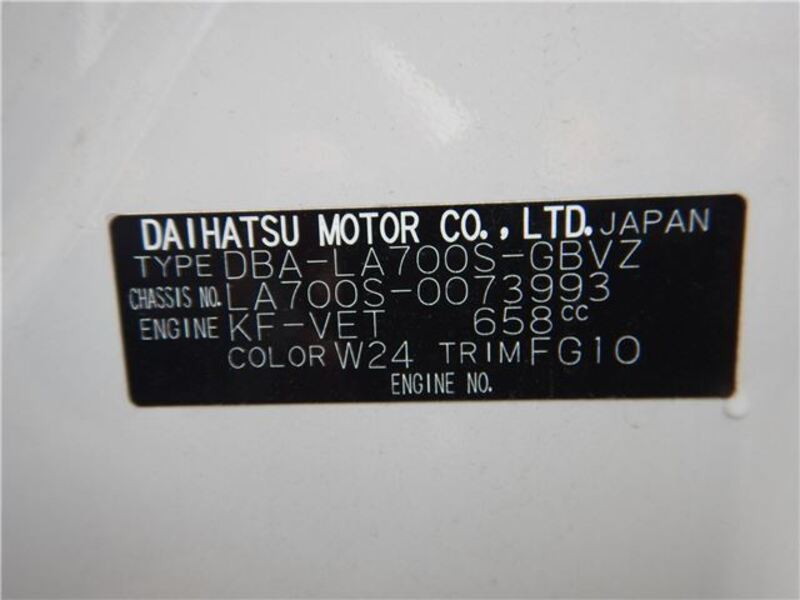 DAIHATSU MOTOR CO., LTD. JAPAN
TYPE DBA-LA700S-GBVZ
CHASSIS NO. LA700S-0073993
ENGINE KF-VET 658cc
COLOR W24 TRIM FG10
ENGINE NO.